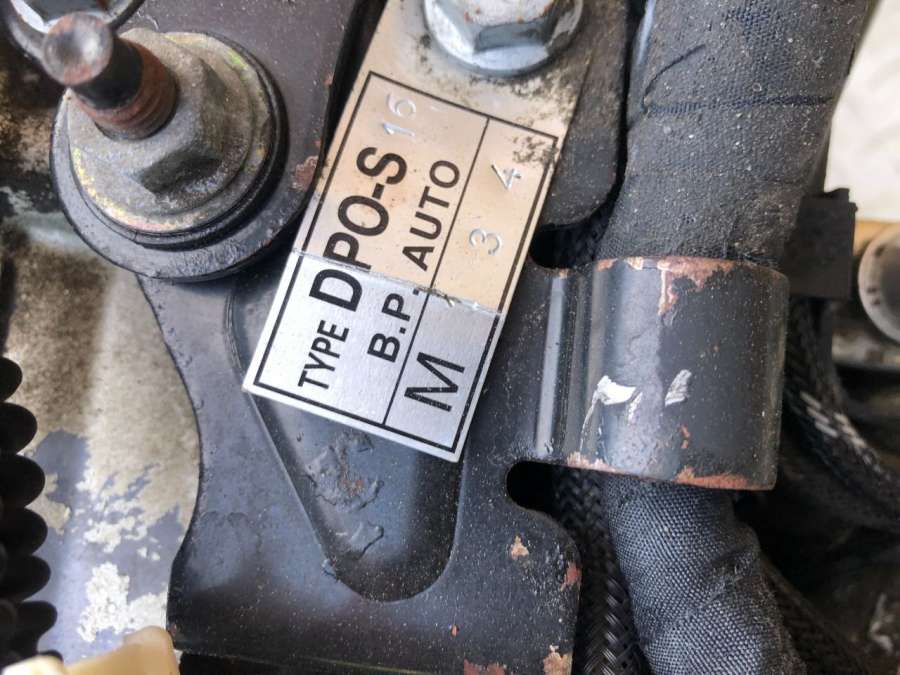 TYPE DPO-S 16
B.P. AUTO
M 3 4